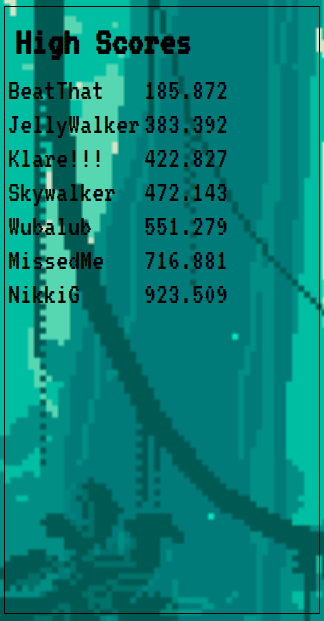 High Scores
BeatThat 185.872
JellyWalker 383.392
Klare!!! 422.827
Skywalker 472.143
Wubalub 551.279
MissedMe 716.881
NikkiG 923.509